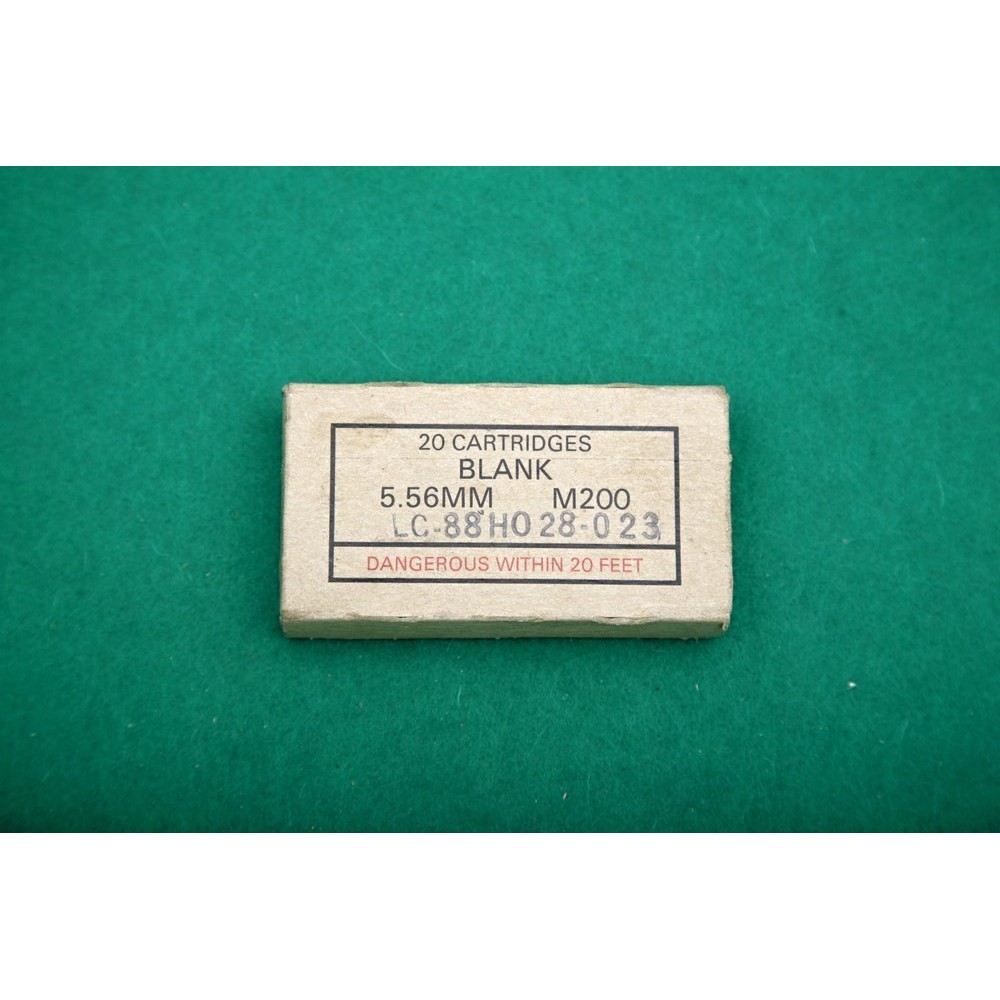 20 CARTRIDGES
BLANK
5.56MM M200
LC-88H028-023
DANGEROUS WITHIN 20 FEET